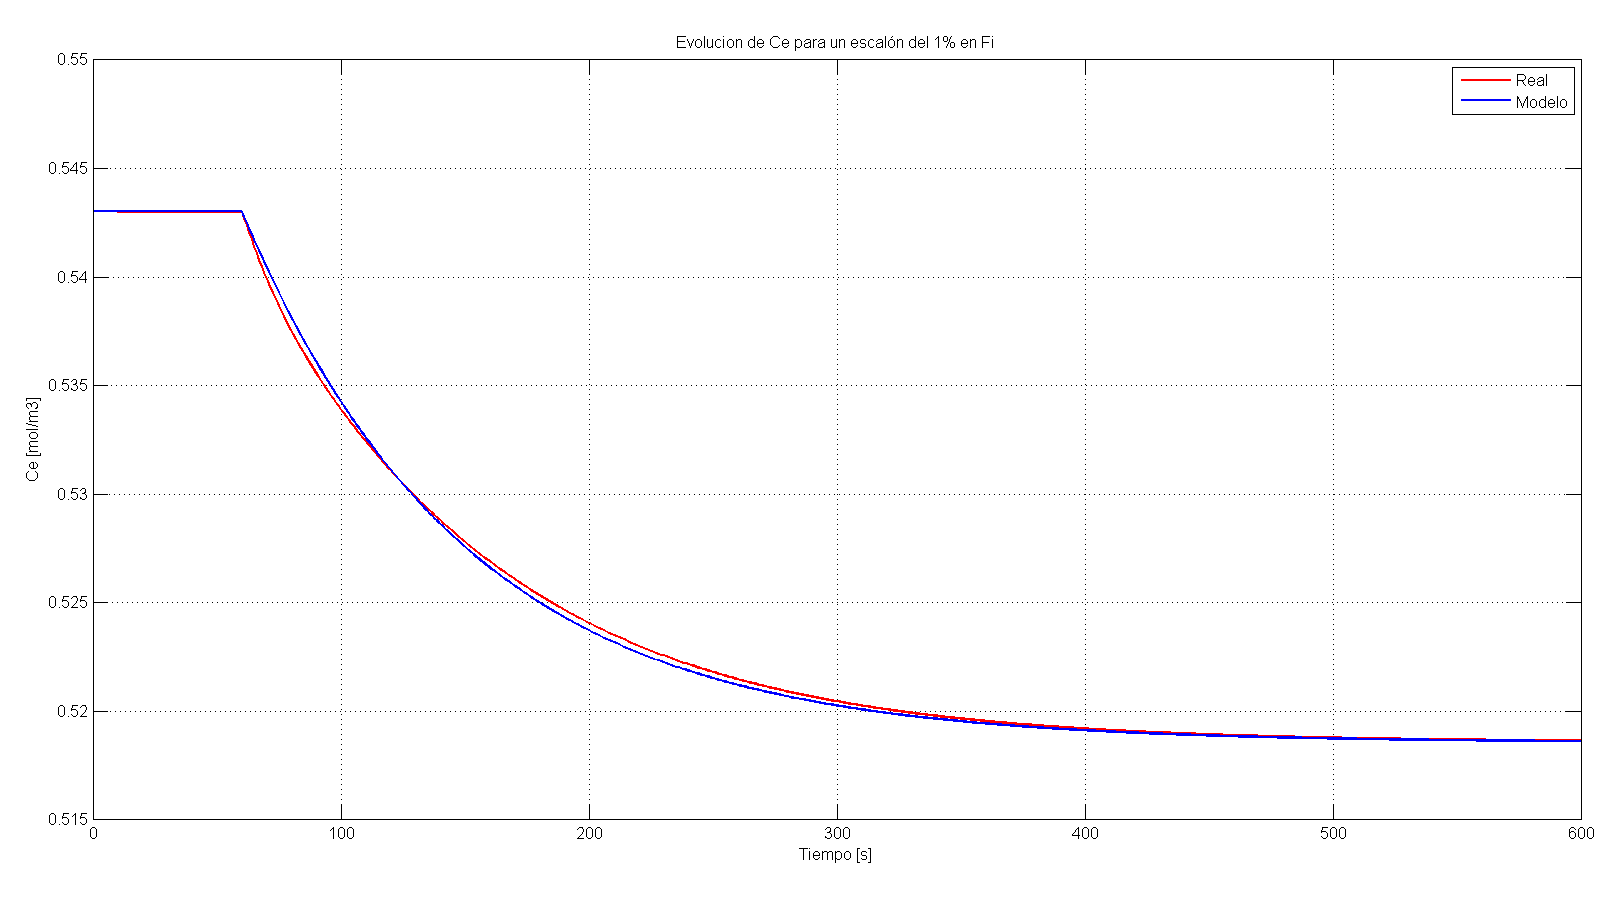 Evolucion de Ce para un escalón del 1% en Fi
Real
Modelo
0.55
0.545
0.54
0.535
0.53
0.525
0.52
0.515
Ce [mol/m3]
0 100 200 300 400 500 600
Tiempo [s]